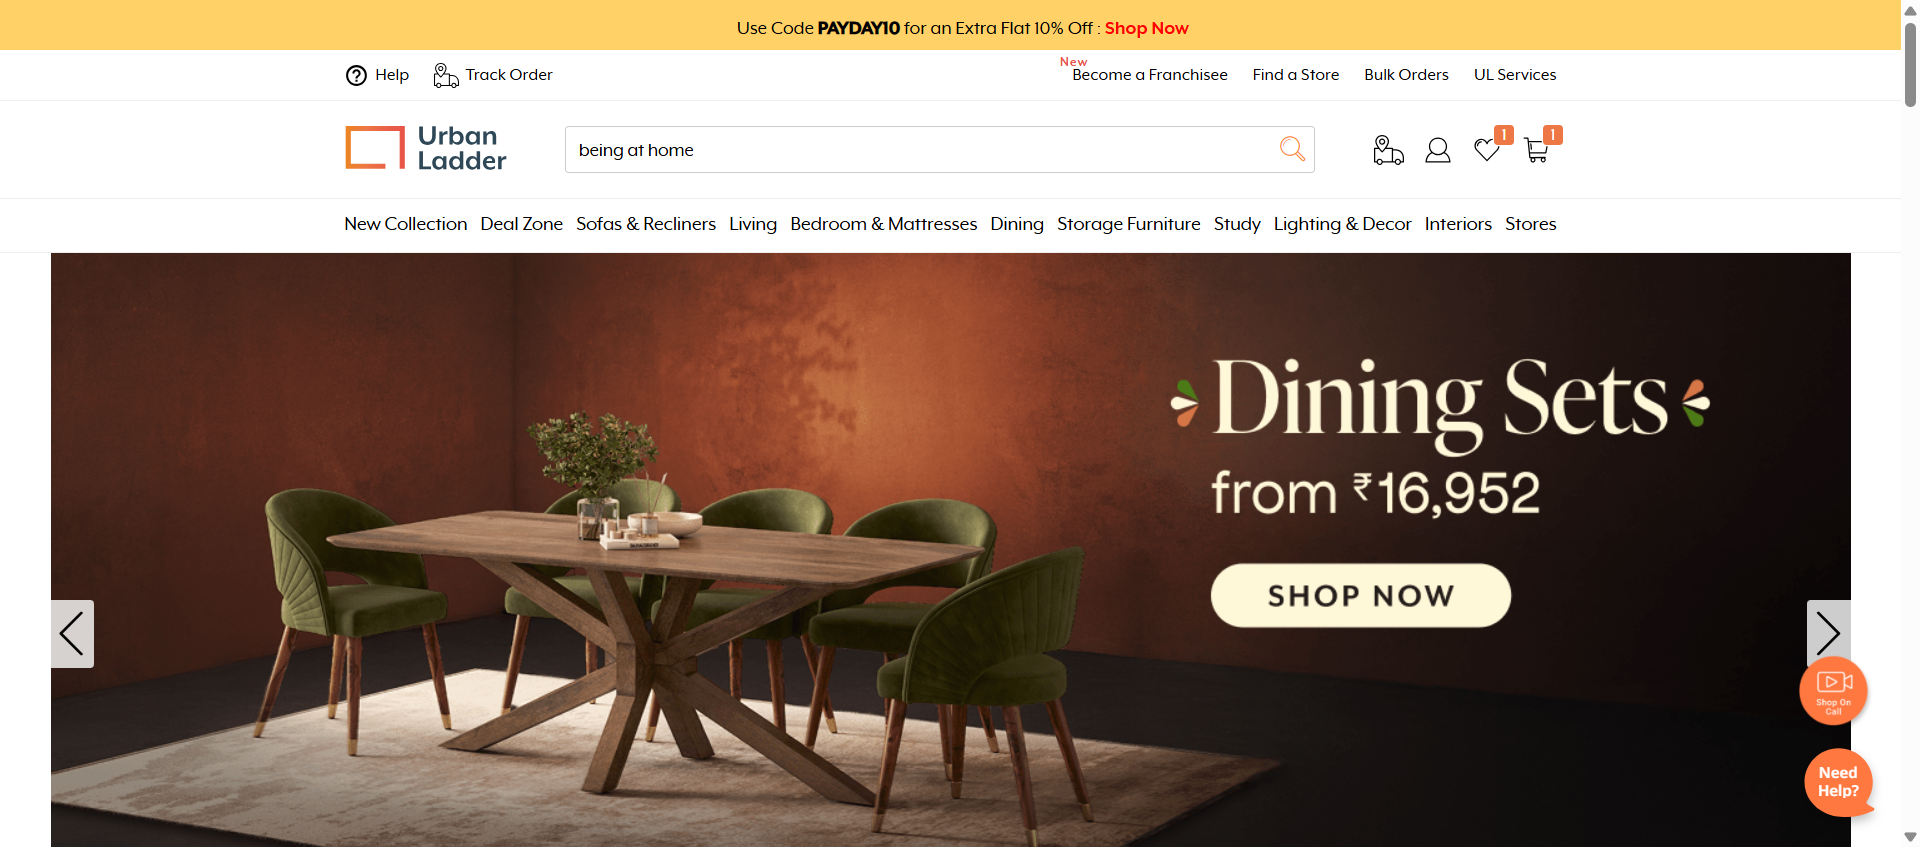 Use Code PAYDAY10 for an Extra Flat 10% Off : Shop Now
Help Track Order
New
Become a Franchisee Find a Store Bulk Orders UL Services
Urban
Ladder
being at home
1 1
New Collection Deal Zone Sofas & Recliners Living Bedroom & Mattresses Dining Storage Furniture Study Lighting & Decor Interiors Stores
Dining Sets
from ₹16,952
SHOP NOW
Shop On
Call
Need
Help?